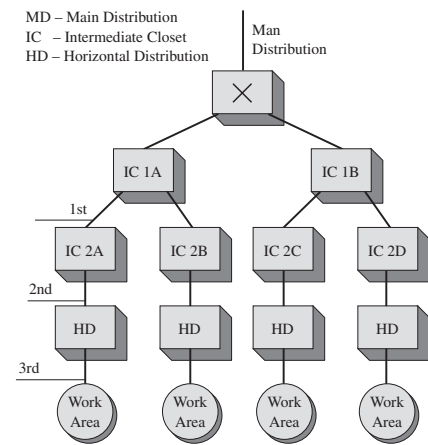 MD – Main Distribution
IC – Intermediate Closet
HD – Horizontal Distribution
Man
Distribution
IC 1A
IC 1B
1st
IC 2A
IC 2B
IC 2C
IC 2D
2nd
HD
HD
HD
HD
3rd
Work
Area
Work
Area
Work
Area
Work
Area